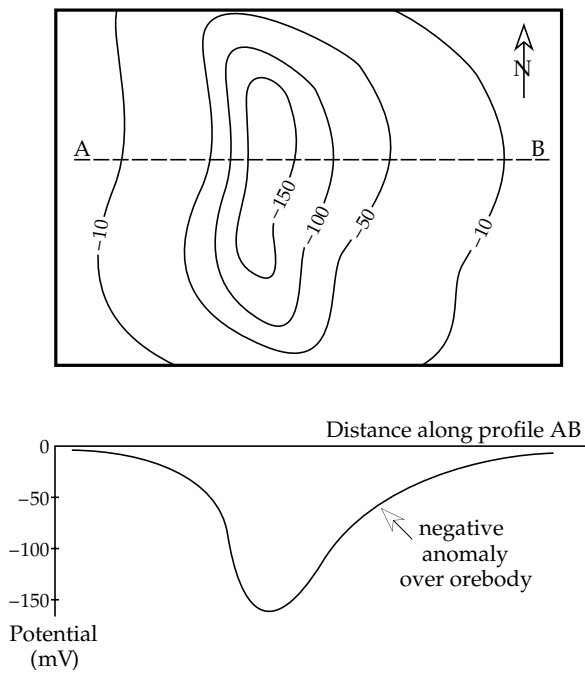 N
A
B
−10
−150
−100
−50
−10
Distance along profile AB
0
−50
−100
−150
negative
anomaly
over orebody
Potential
(mV)